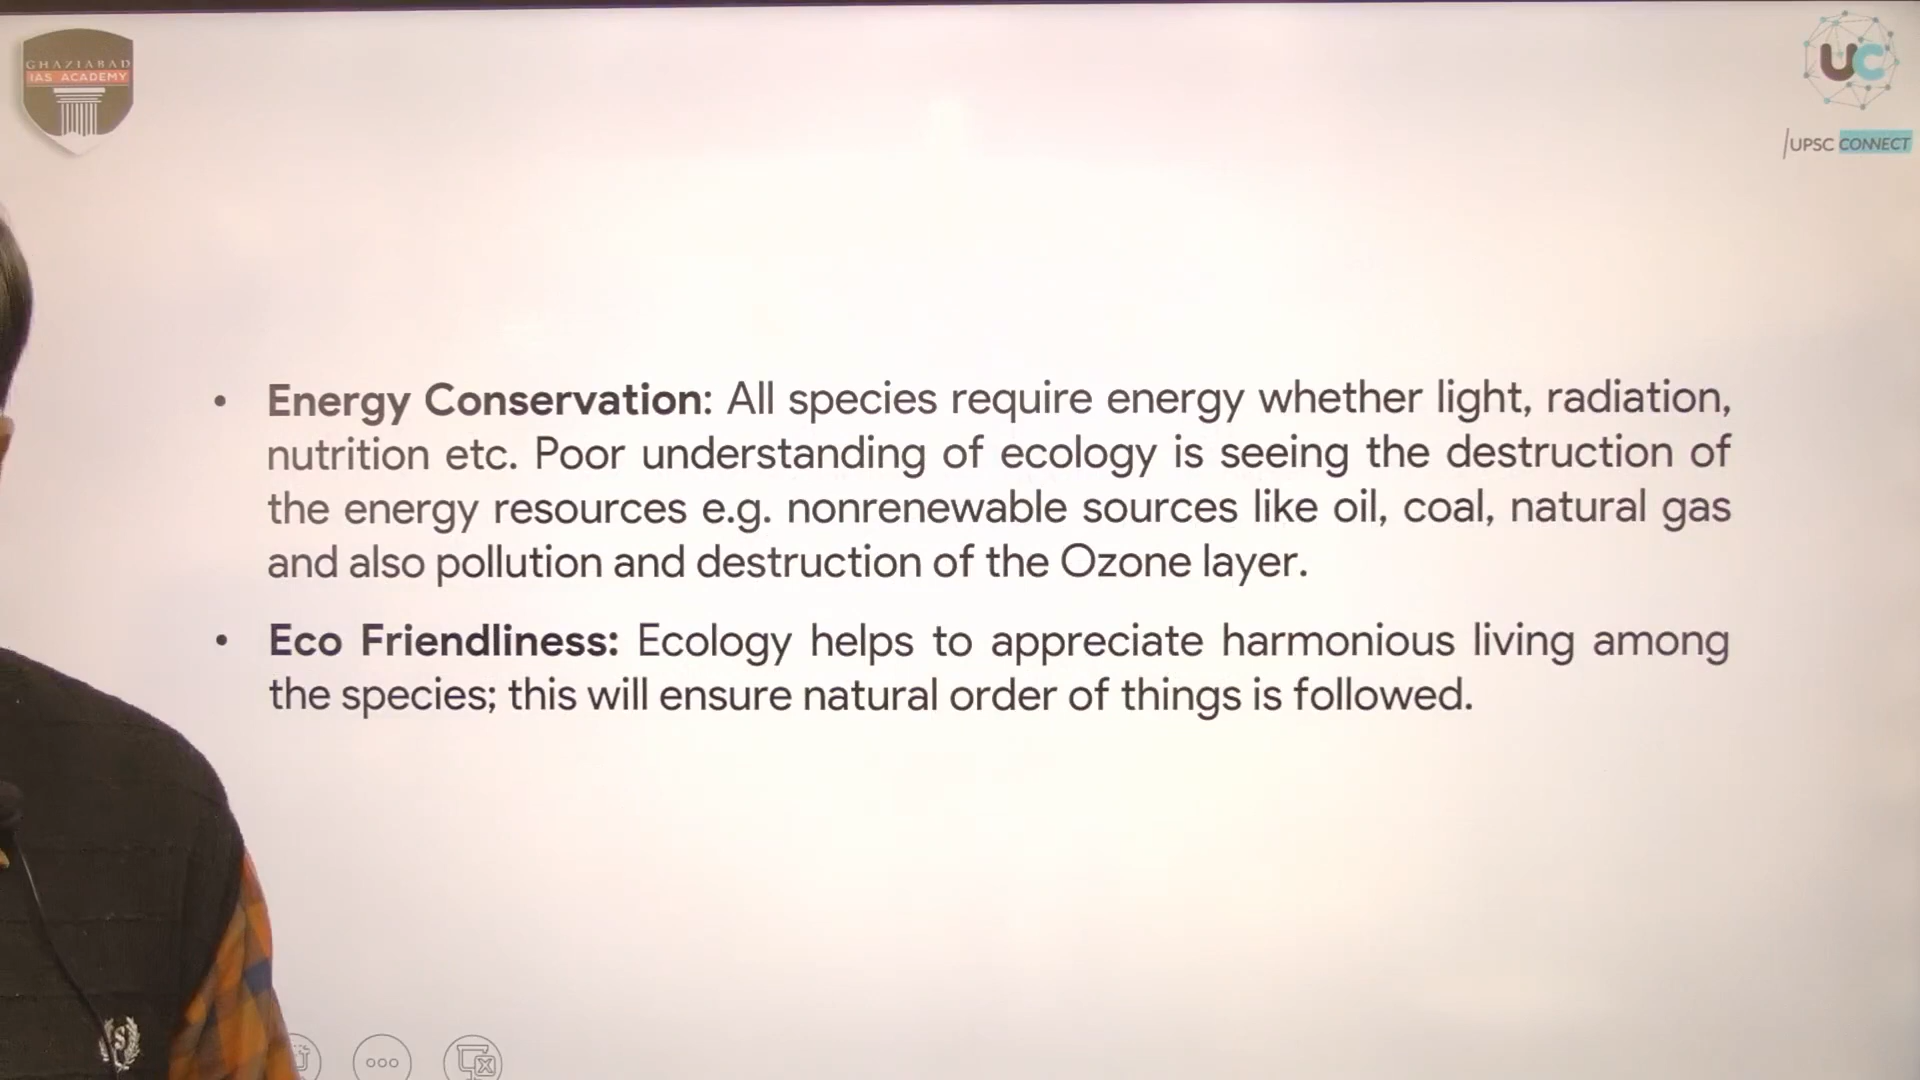 GHAZIABAD
IAS ACADEMY
UC
UPSC CONNECT
• Energy Conservation: All species require energy whether light, radiation,
nutrition etc. Poor understanding of ecology is seeing the destruction of
the energy resources e.g. nonrenewable sources like oil, coal, natural gas
and also pollution and destruction of the Ozone layer.
• Eco Friendliness: Ecology helps to appreciate harmonious living among
the species; this will ensure natural order of things is followed.
S